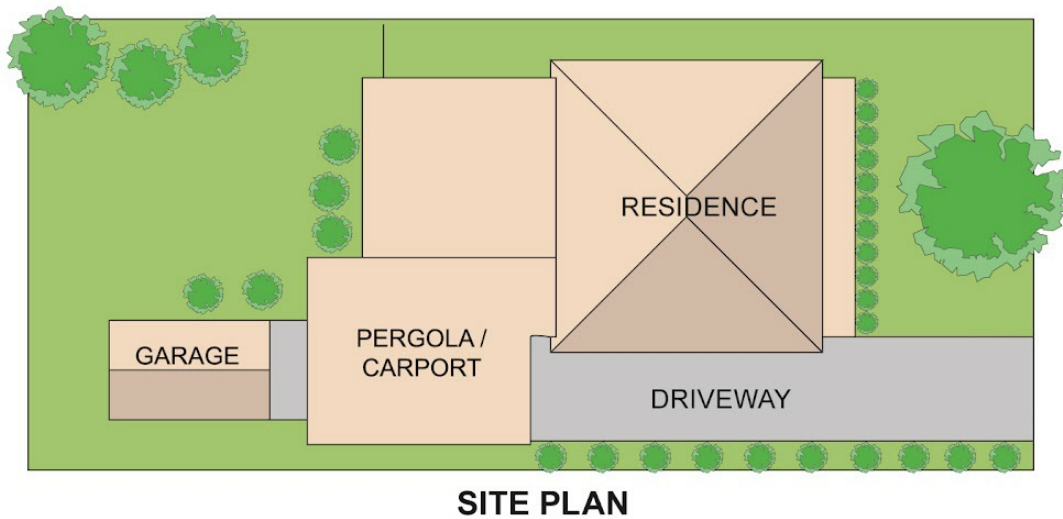 RESIDENCE
PERGOLA /
CARPORT
GARAGE
DRIVEWAY
SITE PLAN